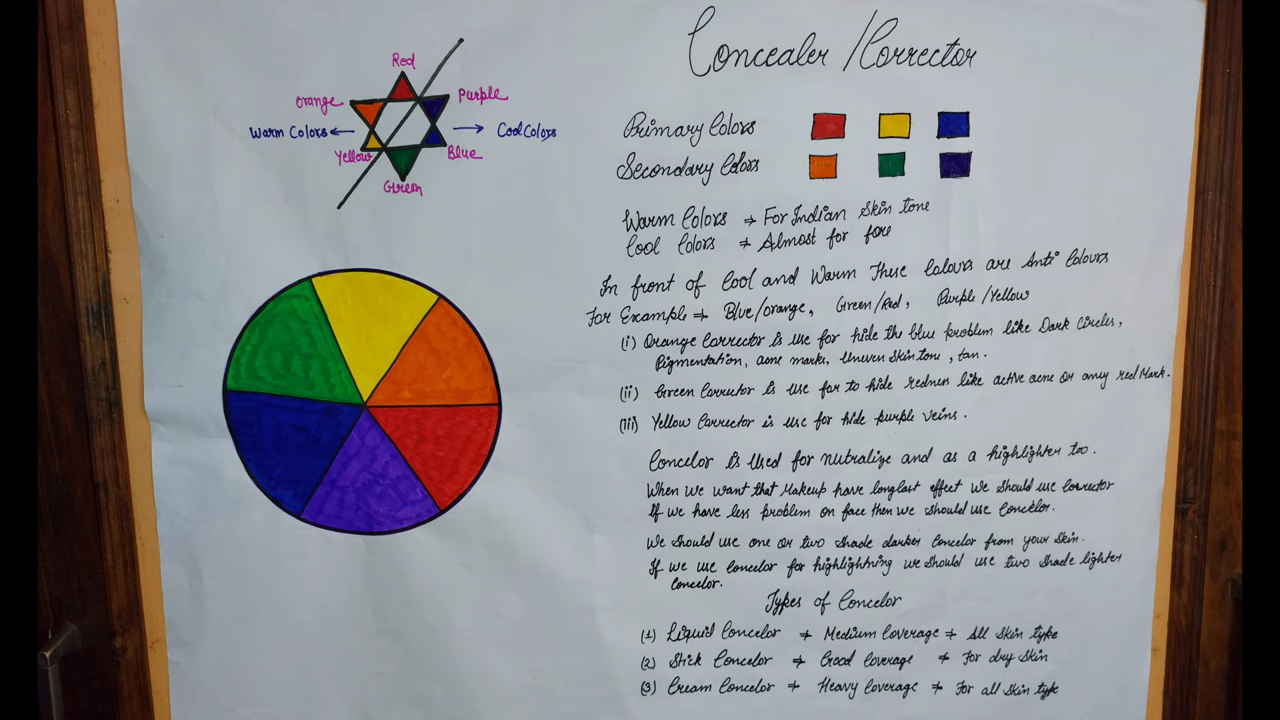 Concealer / Corrector
Red
Orange
Purple
Warm Colors
Cool Colors
Yellow
Blue
Green
Primary Colors
Secondary Colors
Warm Colors → For Indian Skin tone
Cool Colors → Almost for fore
In front of Cool and Warm These Colours are Anti Colours
For Example → Blue/orange, Green/Red, Purple/Yellow
(i) Orange Corrector is use for hide the blue problem like Dark Circles,
Pigmentation, acne marks, Uneven Skin tone, tan.
(ii) Green Corrector is use for to hide redness like active acne or any red Mark.
(iii) Yellow Corrector is use for hide purple veins.
Concelor is Used for nutralize and as a highlighter too.
When we want that Makeup have longlast effect we should use Corrector
If we have less problem on face then we should use Concelor.
We should use one or two shade darker Concelor from your Skin.
If we use Concelor for highlightning we should use two shade lighter
Concelor.
Types of Concelor
(1) Liquid Concelor → Medium Coverage → All Skin type
(2) Stick Concelor → Good Coverage → For dry Skin
(3) Cream Concelor → Heavy Coverage → For all Skin type